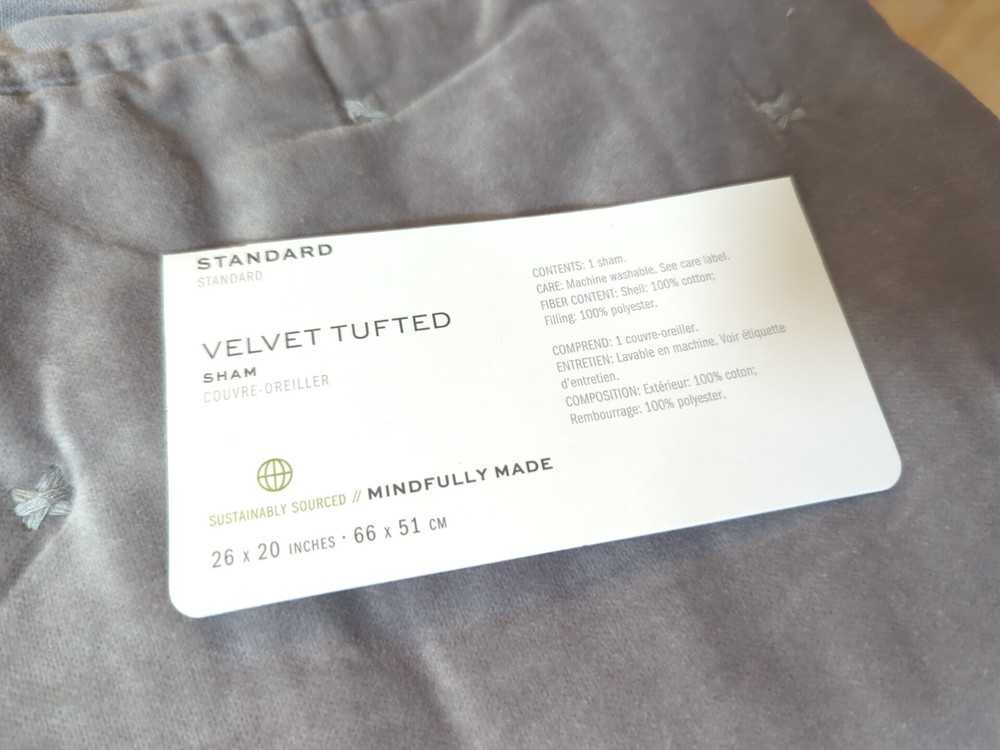 STANDARD
STANDARD
VELVET TUFTED
SHAM
COUVRE-OREILLER
SUSTAINABLY SOURCED // MINDFULLY MADE
26 x 20 INCHES · 66 x 51 CM
CONTENTS: 1 sham.
CARE: Machine washable. See care label.
FIBER CONTENT: Shell: 100% cotton;
Filling: 100% polyester.
COMPREND: 1 couvre-oreiller.
ENTRETIEN: Lavable en machine. Voir étiquette
d'entretien.
COMPOSITION: Extérieur: 100% coton;
Rembourrage: 100% polyester.